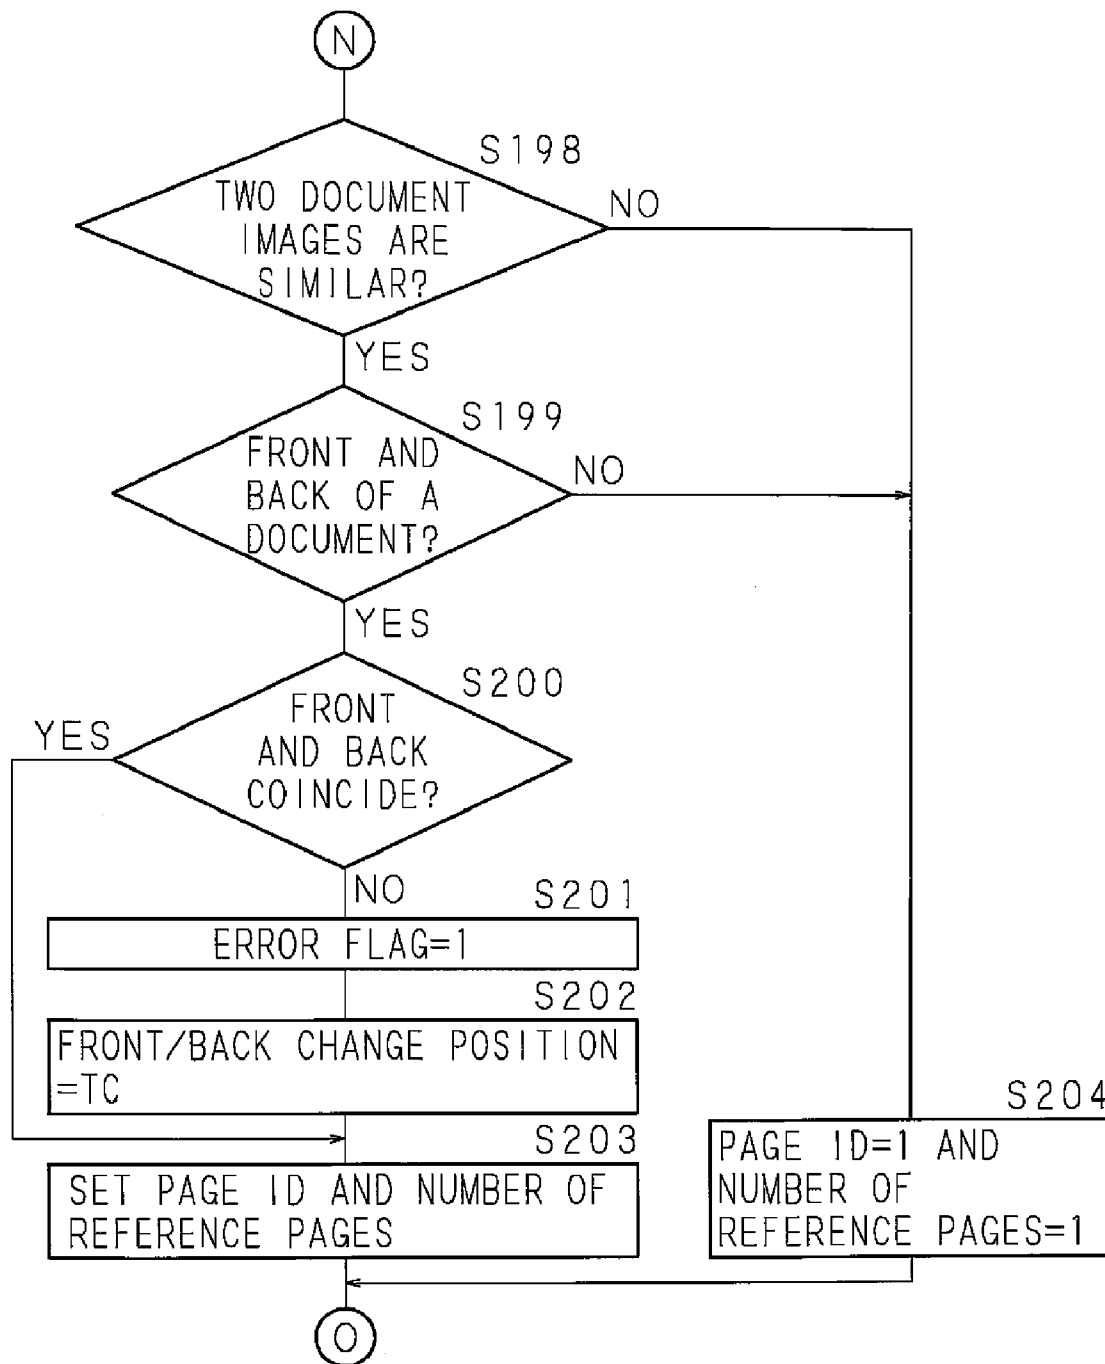 N
S198
TWO DOCUMENT
IMAGES ARE
SIMILAR?
NO
YES
S199
FRONT AND
BACK OF A
DOCUMENT?
NO
YES
S200
FRONT
AND BACK
COINCIDE?
YES
NO
S201
ERROR FLAG=1
S202
FRONT/BACK CHANGE POSITION
=TC
S203
SET PAGE ID AND NUMBER OF
REFERENCE PAGES
S204
PAGE ID=1 AND
NUMBER OF
REFERENCE PAGES=1
O